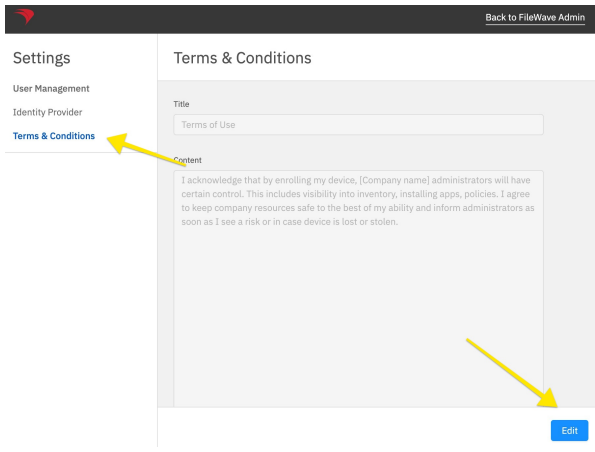 Back to FileWave Admin
Settings
Terms & Conditions
User Management
Identity Provider
Terms & Conditions
Title
Terms of Use
Content
I acknowledge that by enrolling my device, [Company name] administrators will have
certain control. This includes visibility into inventory, installing apps, policies. I agree
to keep company resources safe to the best of my ability and inform administrators as
soon as I see a risk or in case device is lost or stolen.
Edit